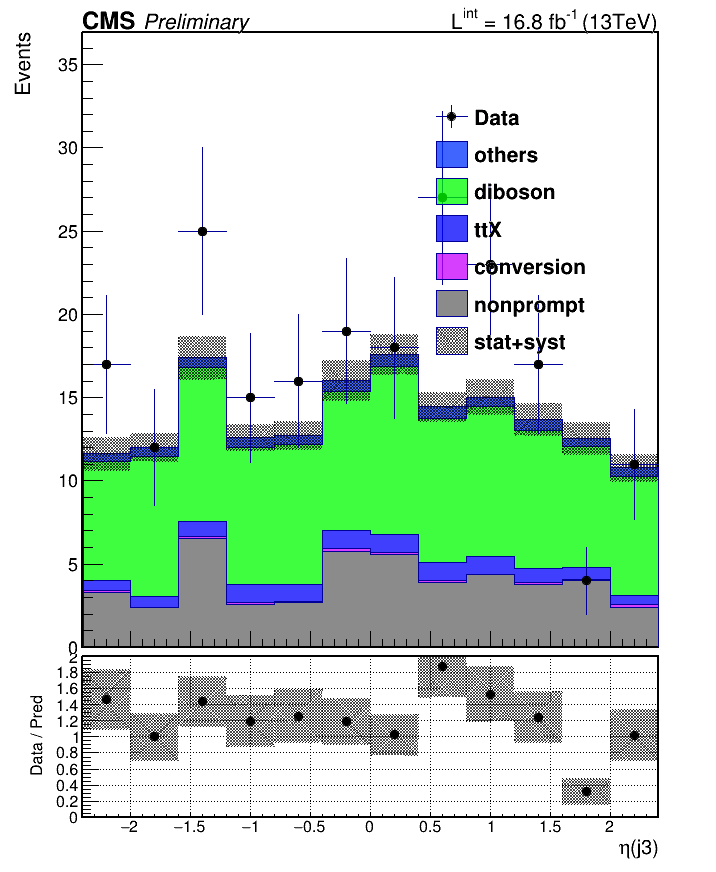 CMS Preliminary L^int = 16.8 fb^-1 (13TeV)
Events
35
30
25
20
15
10
5
0
Data
others
diboson
ttX
conversion
nonprompt
stat+syst
Data / Pred
2
1.8
1.6
1.4
1.2
1
0.8
0.6
0.4
0.2
0
−2 −1.5 −1 −0.5 0 0.5 1 1.5 2
η(j3)